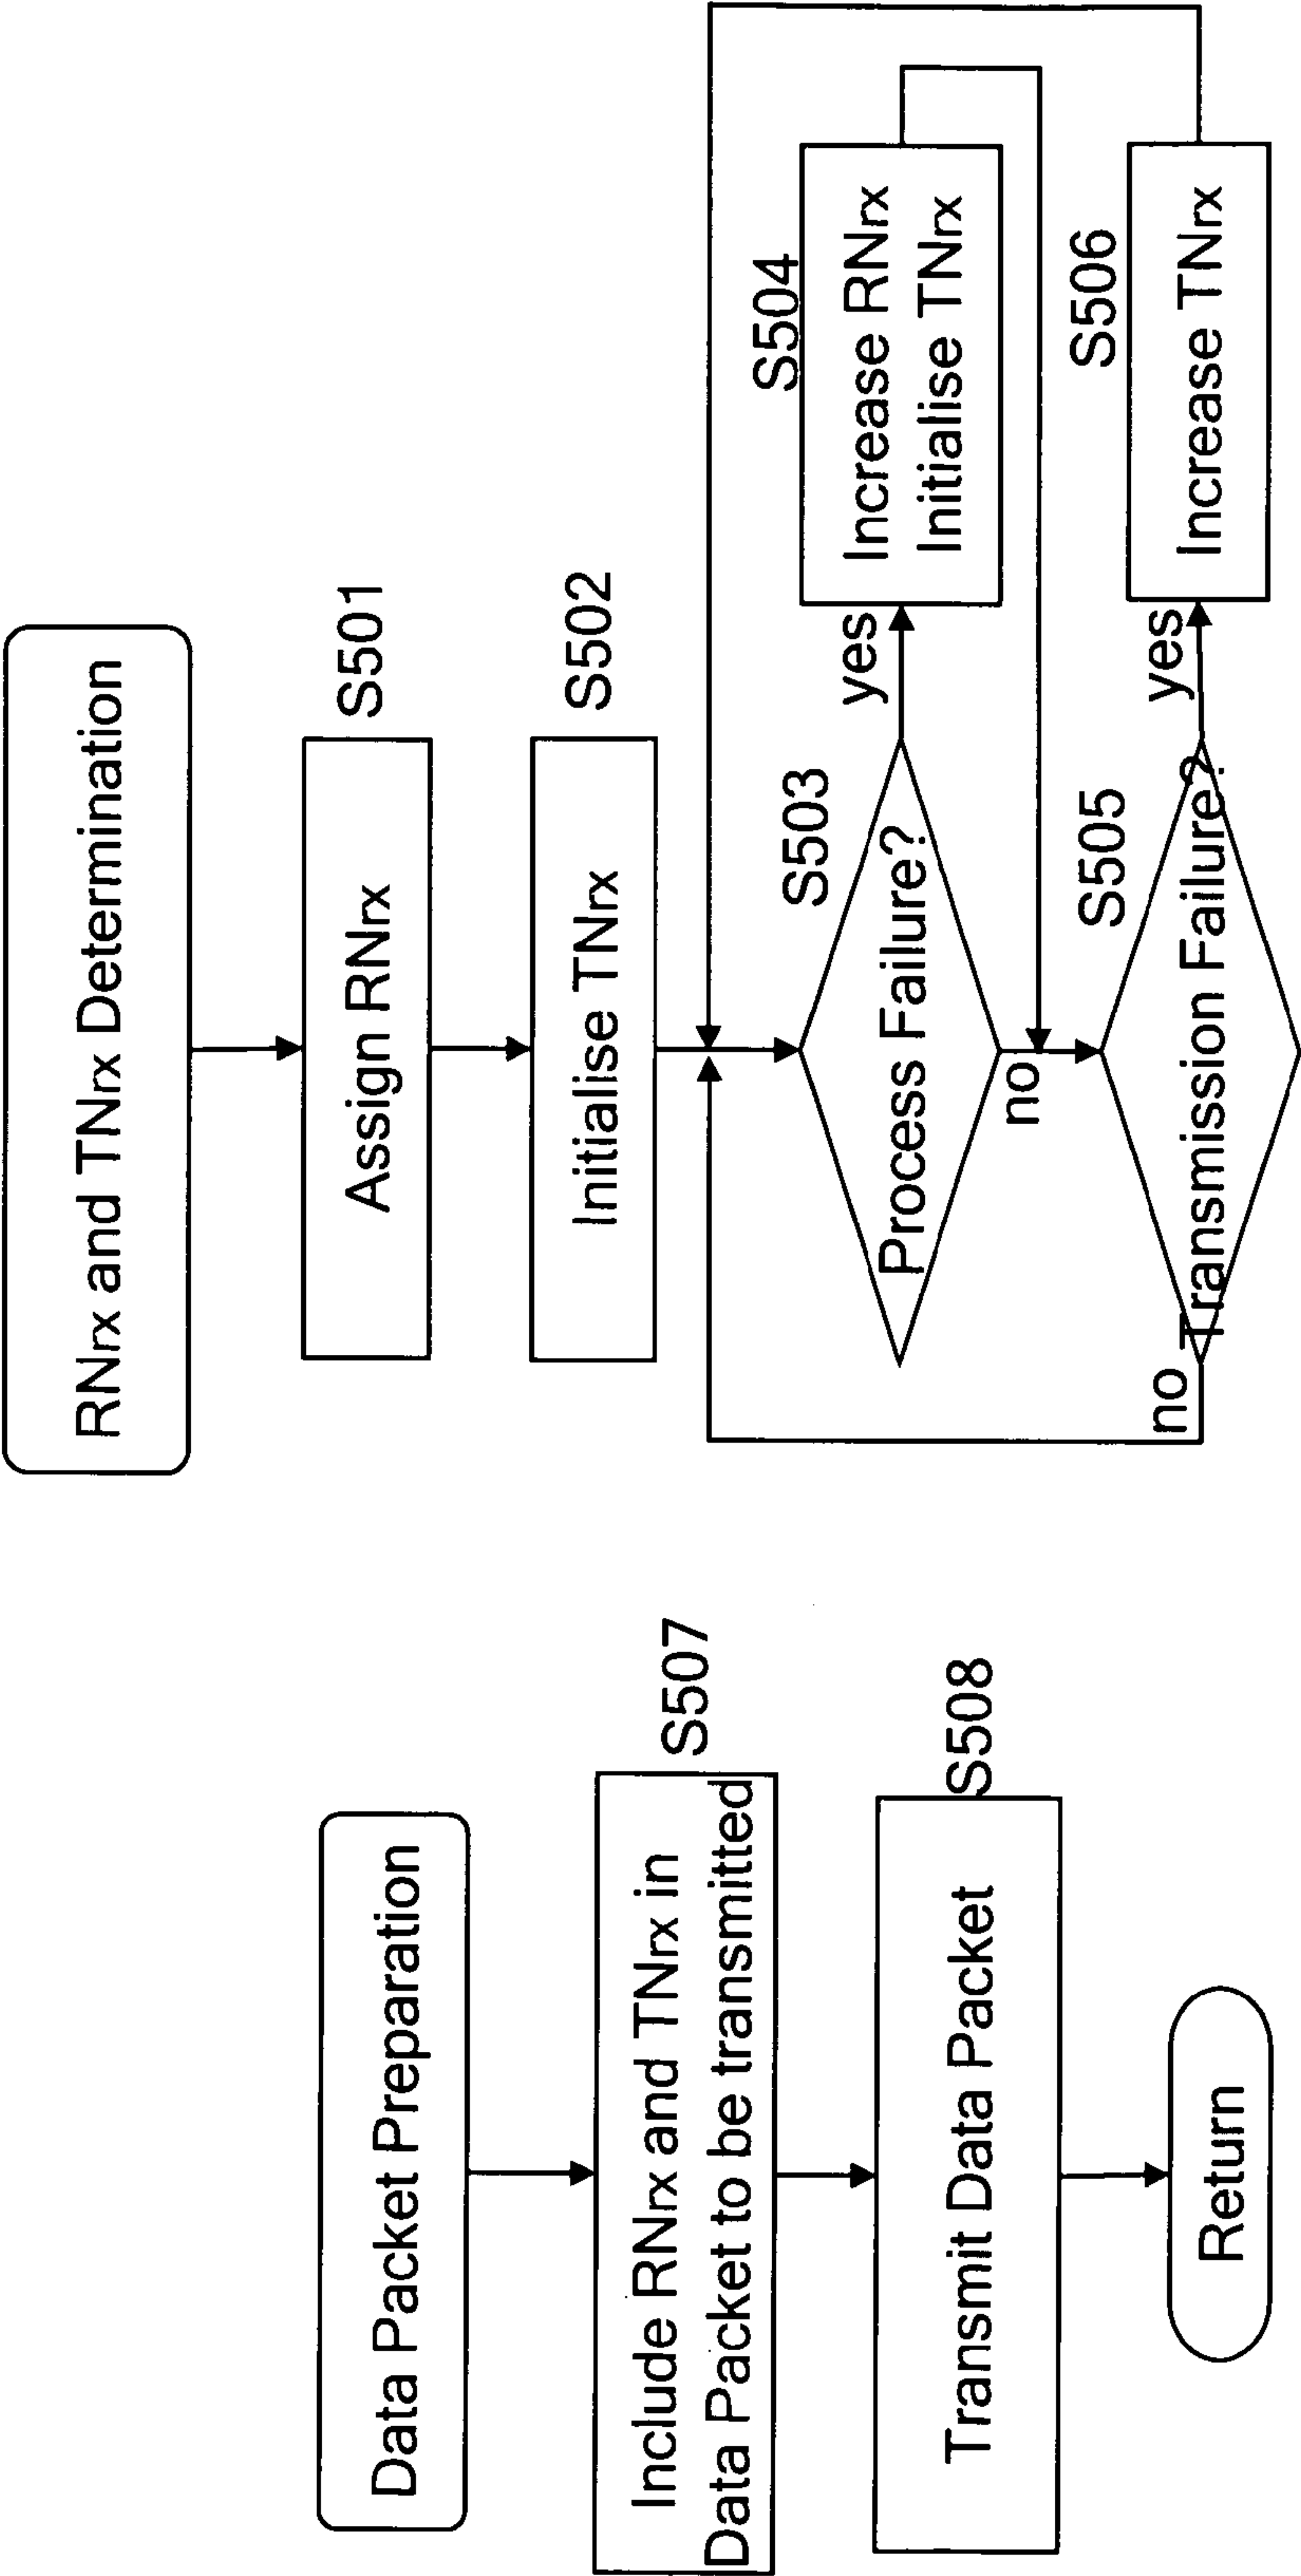 Data Packet Preparation
S507
Include RNrx and TNrx in
Data Packet to be transmitted
S508
Transmit Data Packet
Return
RNrx and TNrx Determination
S501
Assign RNrx
S502
Initialise TNrx
S503
Process Failure?
yes
no
S504
Increase RNrx
Initialise TNrx
S505
Transmission Failure?
yes
no
S506
Increase TNrx